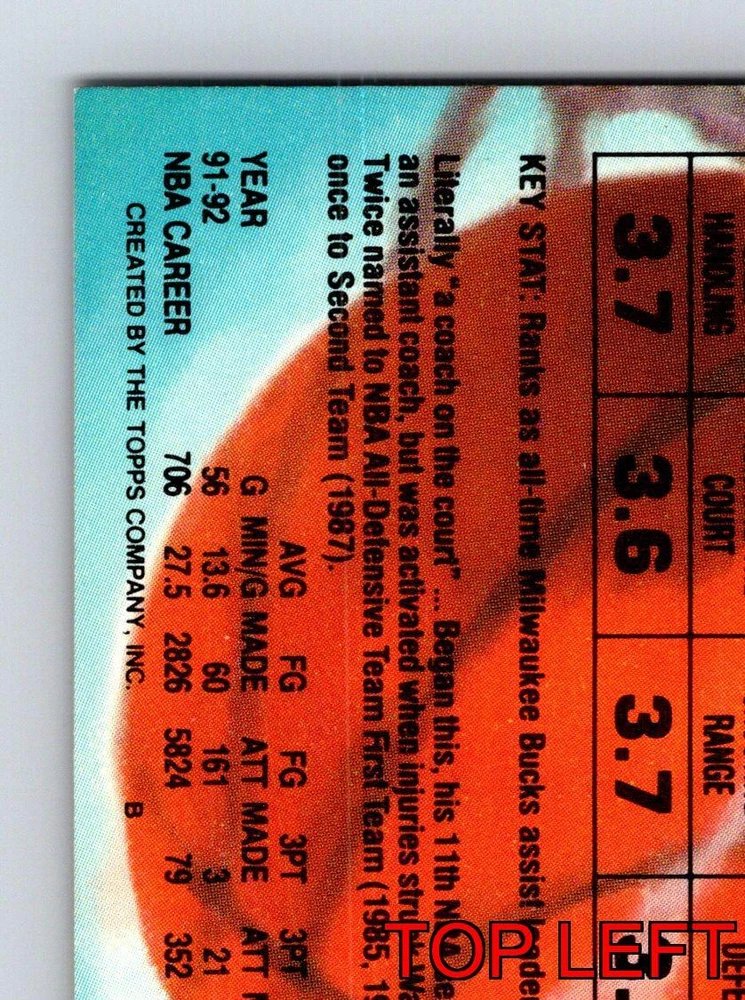 HANDLING COURT RANGE
3.7 3.6 3.7
KEY STAT: Ranks as all-time Milwaukee Bucks assist
Literally "a coach on the court" ... Began this, his 11th
an assistant coach, but was activated when injuries
Twice named to NBA All-Defensive Team First Team (1985,
once to Second Team (1987).
AVG FG FG 3PT 3PT
YEAR G MIN/G MADE ATT MADE ATT
91-92 56 13.6 60 161 3 21
NBA CAREER 706 27.5 2826 5824 79 352
CREATED BY THE TOPPS COMPANY, INC. B
TOP LEFT